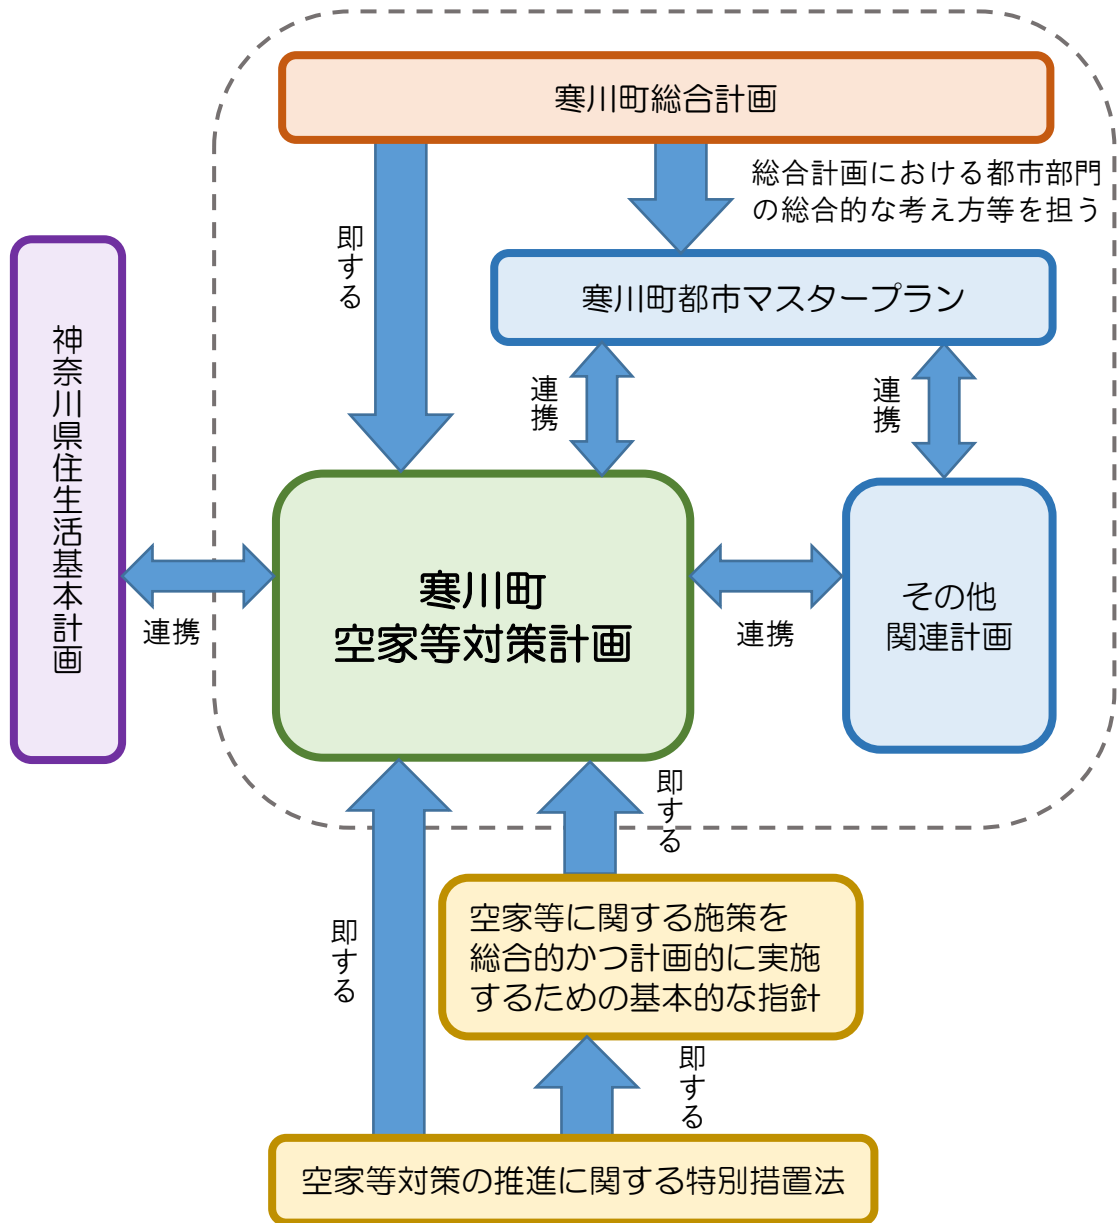 寒川町総合計画
総合計画における都市部門
の総合的な考え方等を担う
即する
寒川町都市マスタープラン
神奈川県住生活基本計画
連携
連携
寒川町
空家等対策計画
その他
関連計画
連携
連携
即する
空家等に関する施策を
総合的かつ計画的に実施
するための基本的な指針
即する
即する
空家等対策の推進に関する特別措置法